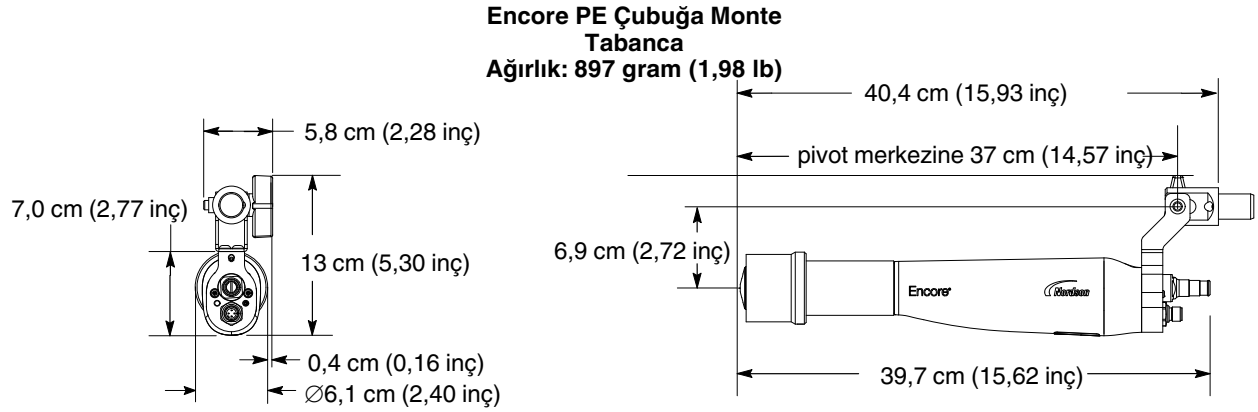 Encore PE Çubuğa Monte
Tabanca
Ağırlık: 897 gram (1,98 lb)
40,4 cm (15,93 inç)
5,8 cm (2,28 inç)
pivot merkezine 37 cm (14,57 inç)
7,0 cm (2,77 inç)
6,9 cm (2,72 inç)
13 cm (5,30 inç)
Encore®
Nordson
0,4 cm (0,16 inç)
39,7 cm (15,62 inç)
∅6,1 cm (2,40 inç)